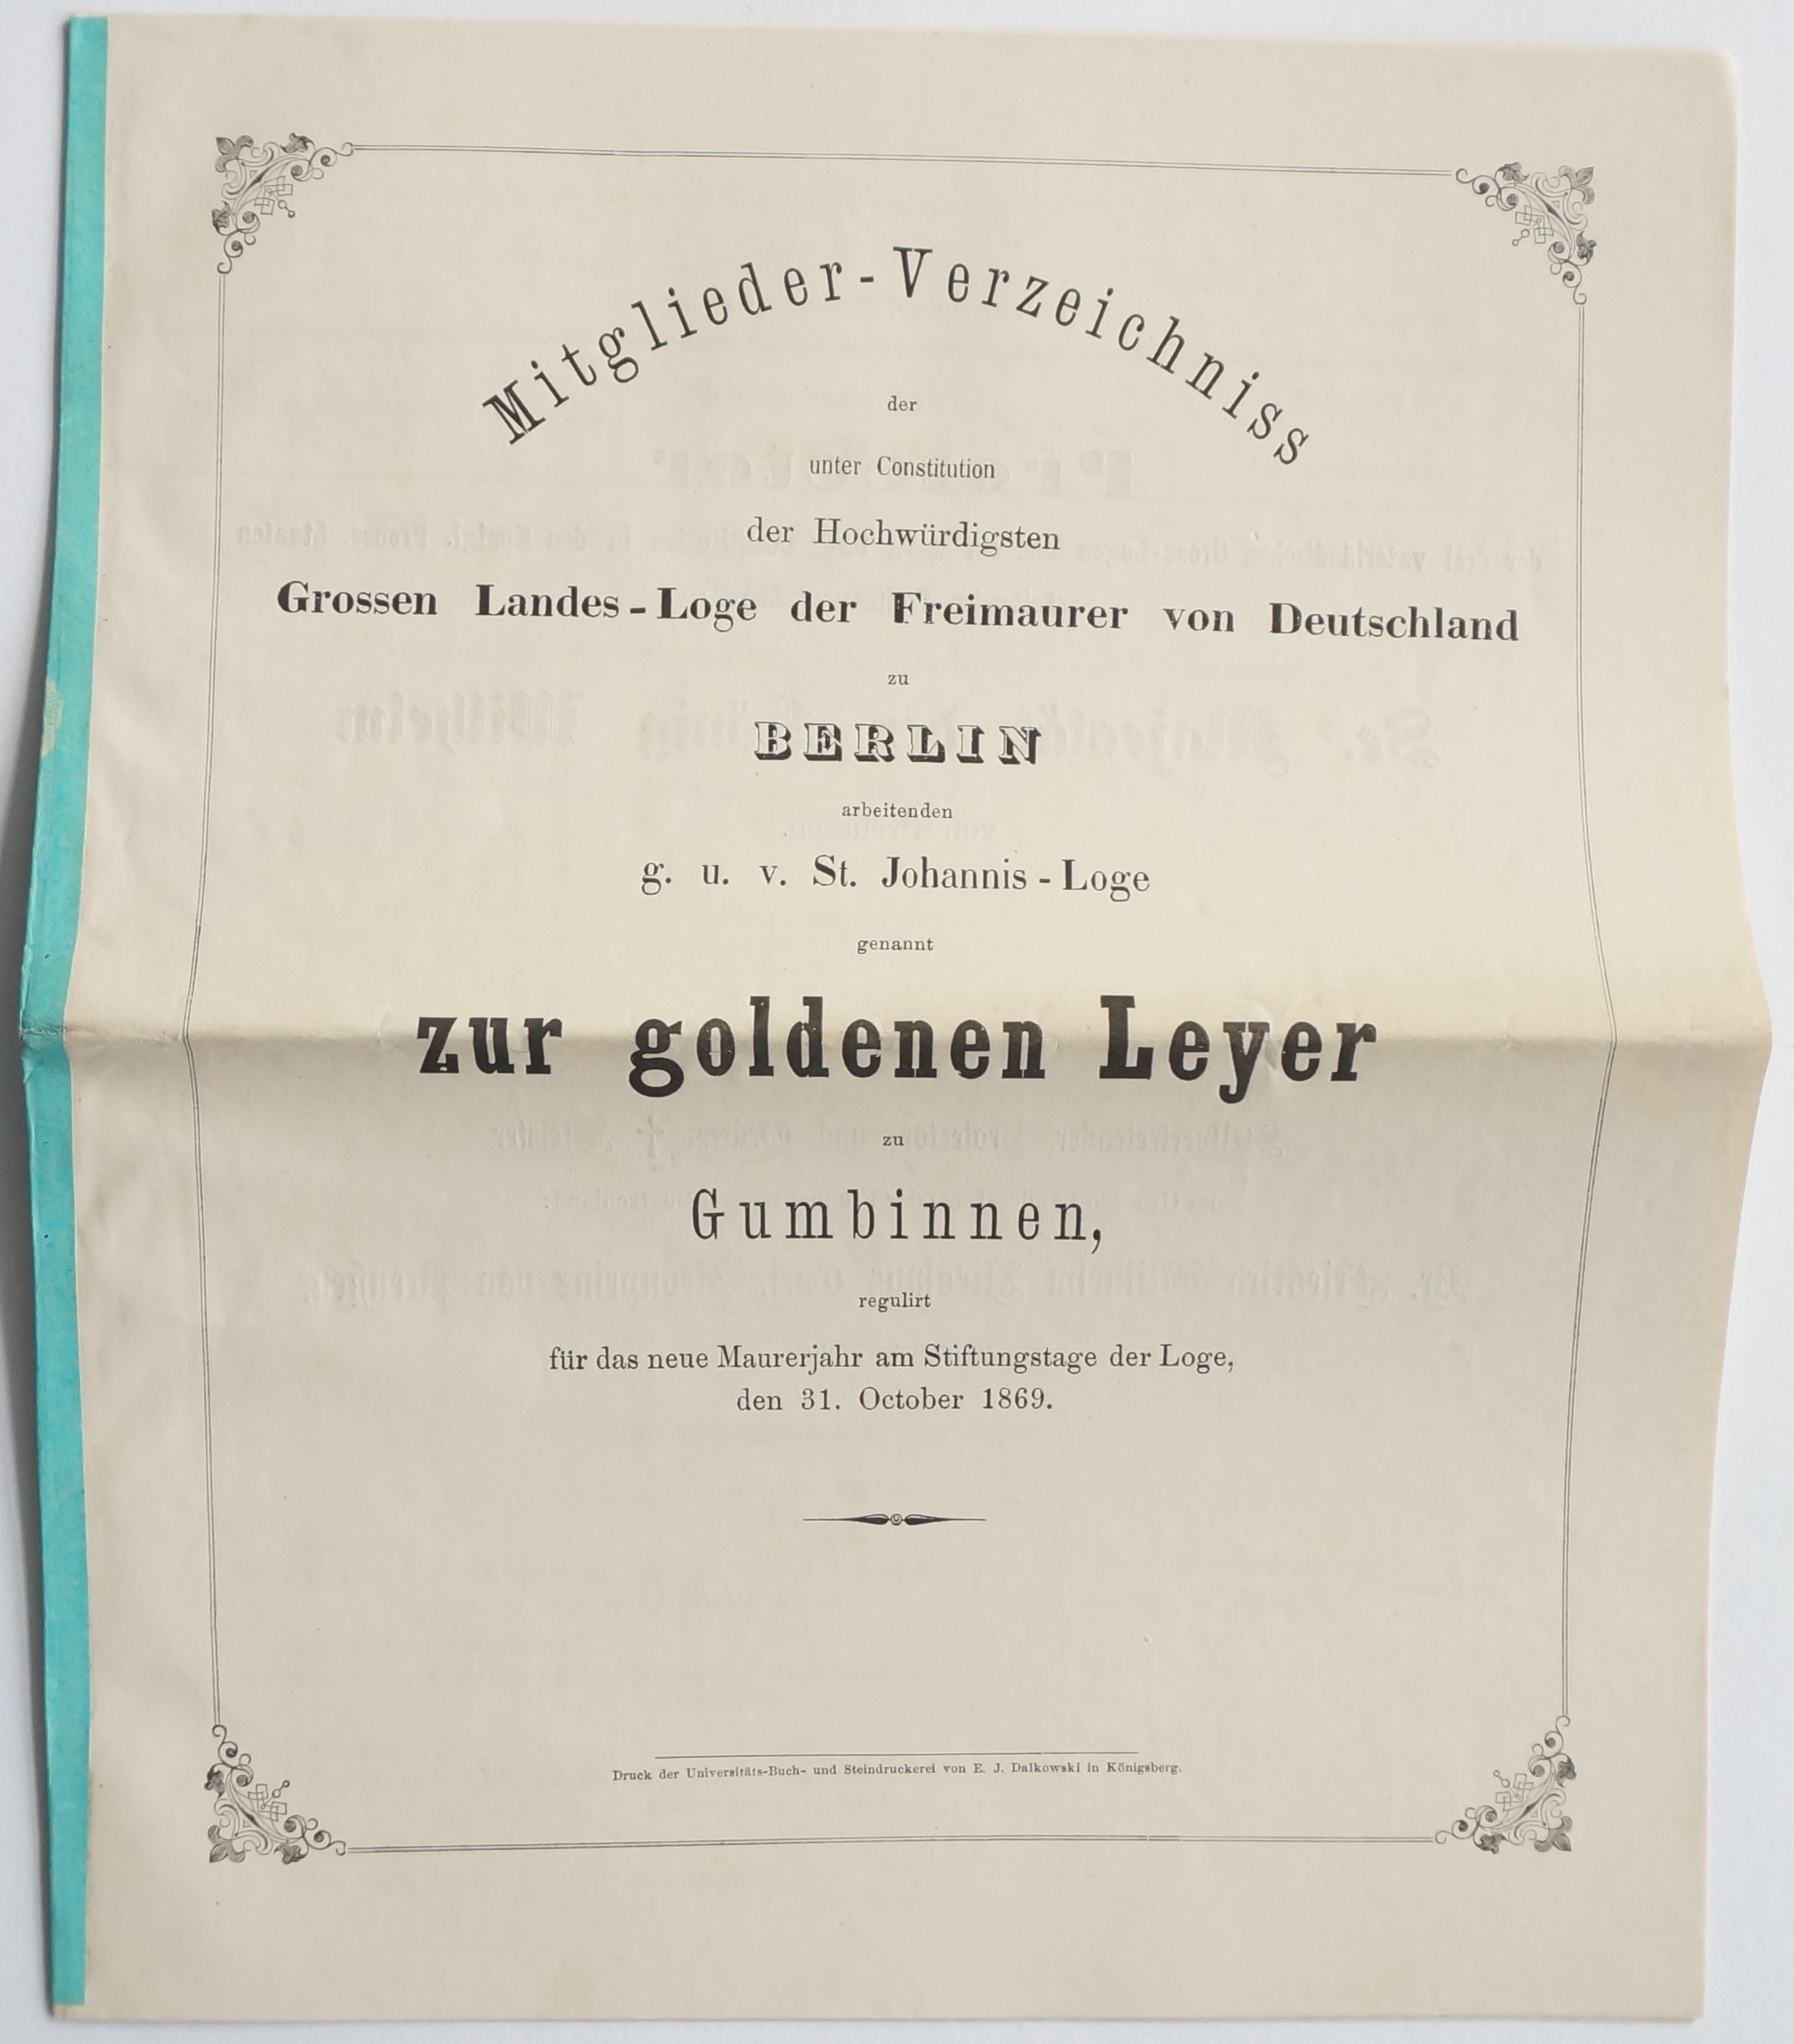 Mitglieder-Verzeichniss
der
unter Constitution
der Hochwürdigsten
Grossen Landes-Loge der Freimaurer von Deutschland
zu
BERLIN
arbeitenden
g. u. v. St. Johannis-Loge
genannt
zur goldenen Leyer
zu
Gumbinnen,
regulirt
für das neue Maurerjahr am Stiftungstage der Loge,
den 31. October 1869.
Druck der Universitäts-Buch- und Steindruckerei von E. J. Dalkowski in Königsberg.